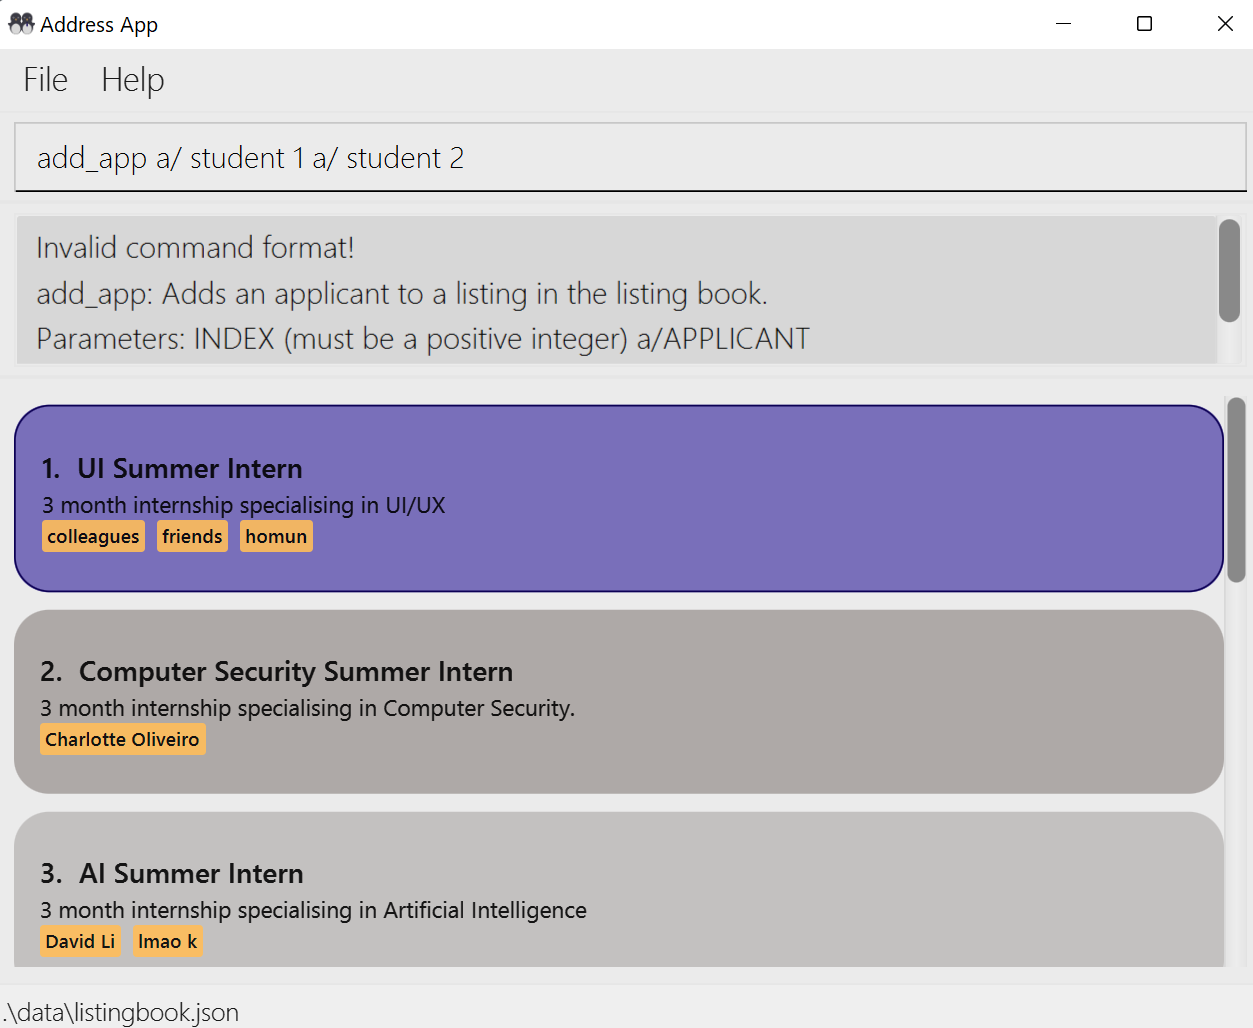 Address App
File Help
add_app a/ student 1 a/ student 2
Invalid command format!
add_app: Adds an applicant to a listing in the listing book.
Parameters: INDEX (must be a positive integer) a/APPLICANT
1. UI Summer Intern
3 month internship specialising in UI/UX
colleagues friends homun
2. Computer Security Summer Intern
3 month internship specialising in Computer Security.
Charlotte Oliveiro
3. AI Summer Intern
3 month internship specialising in Artificial Intelligence
David Li lmao k
.\data\listingbook.json